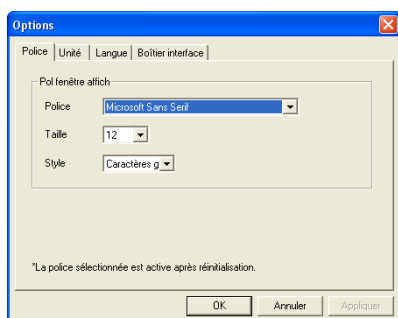 Options
Police Unité Langue Boîtier interface
Pol fenêtre affich
Police Microsoft Sans Serif
Taille 12
Style Caractères g
"La police sélectionnée est active après réinitialisation.
OK Annuler Appliquer